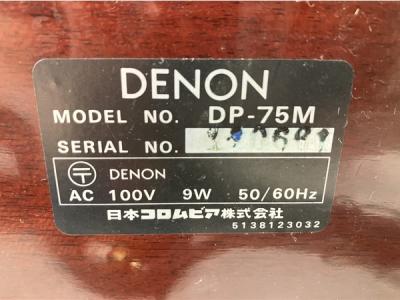 DENON
MODEL NO. DP-75M
SERIAL NO.
〒 DENON
AC 100V 9W 50/60Hz
日本コロムビア株式会社
5138123032